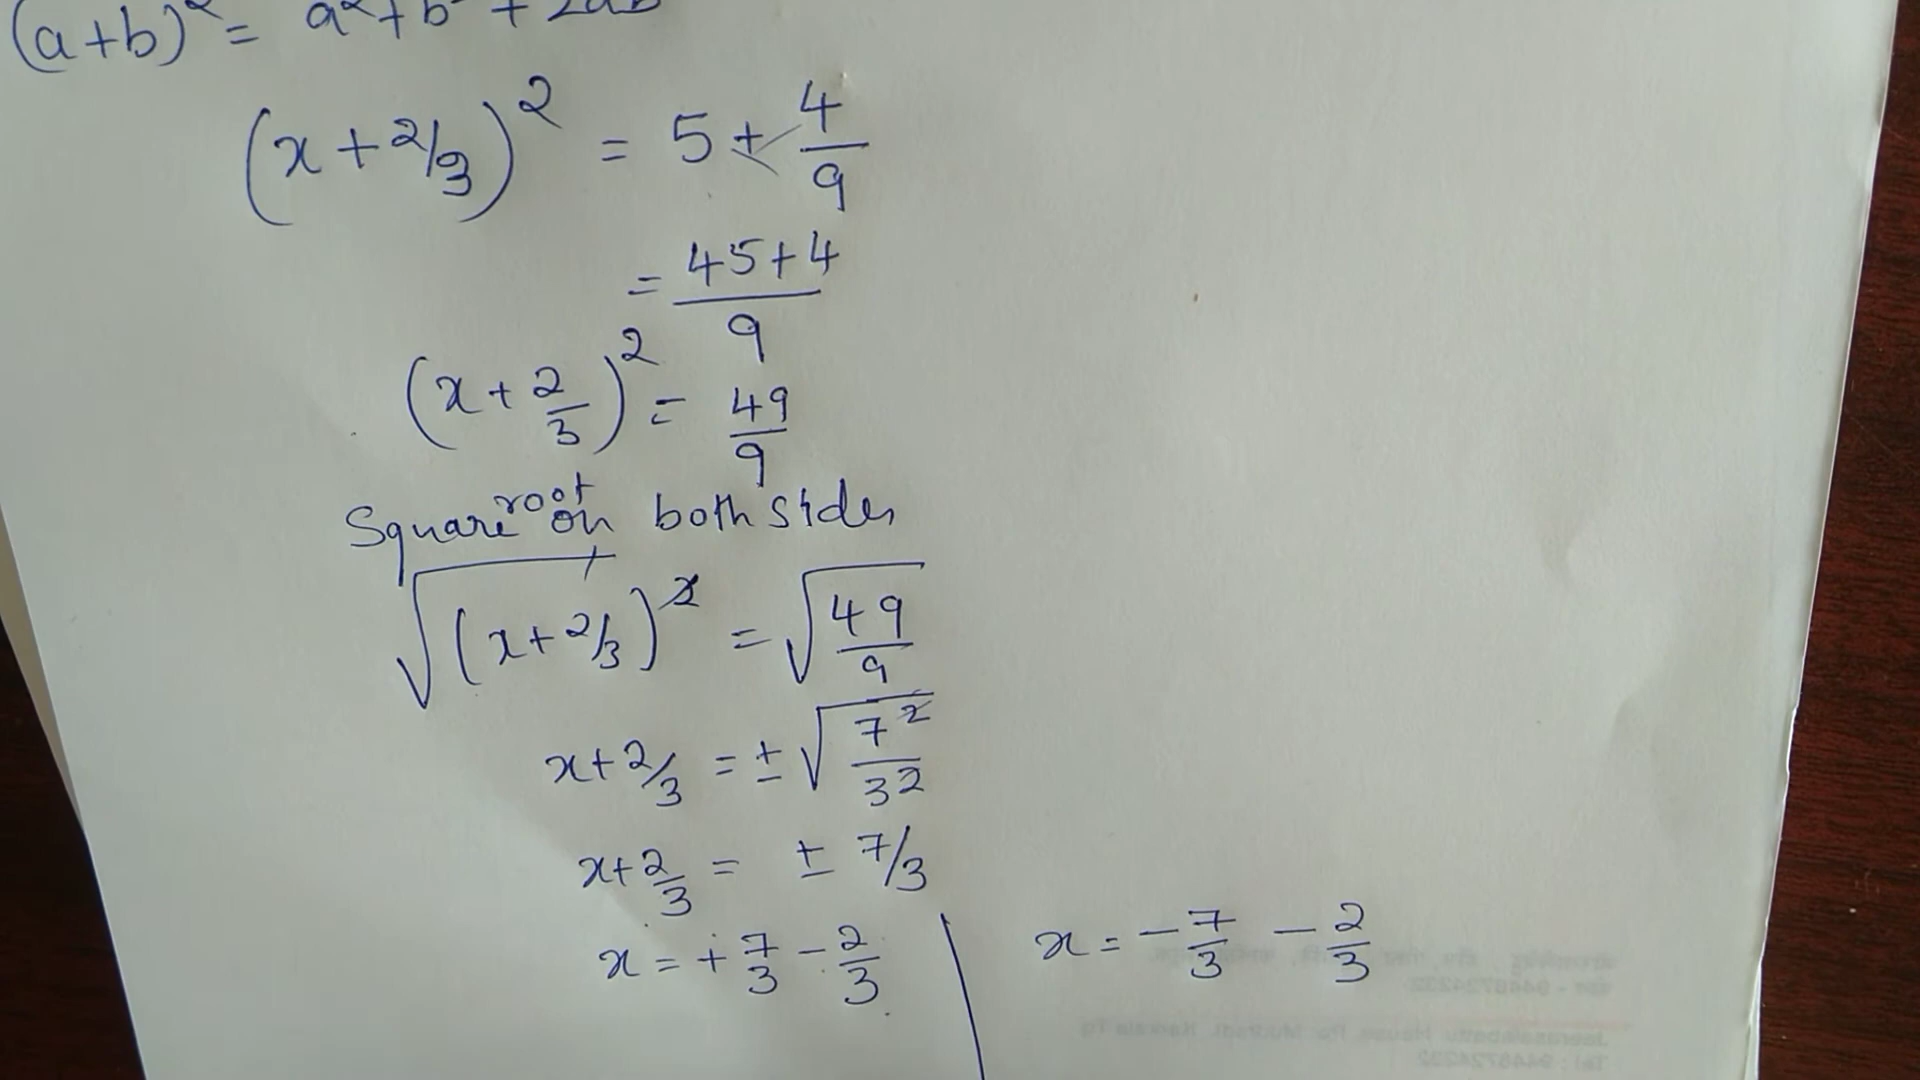 (a+b)² = a²+b²+2ab
(x+2/3)² = 5+ 4/9
= 45+4/9
(x+2/3)² = 49/9
Square root on both sides
√(x+2/3)² = √49/9
x+2/3 = ± √7²/3²
x+2/3 = ± 7/3
x = + 7/3 - 2/3
x = - 7/3 - 2/3